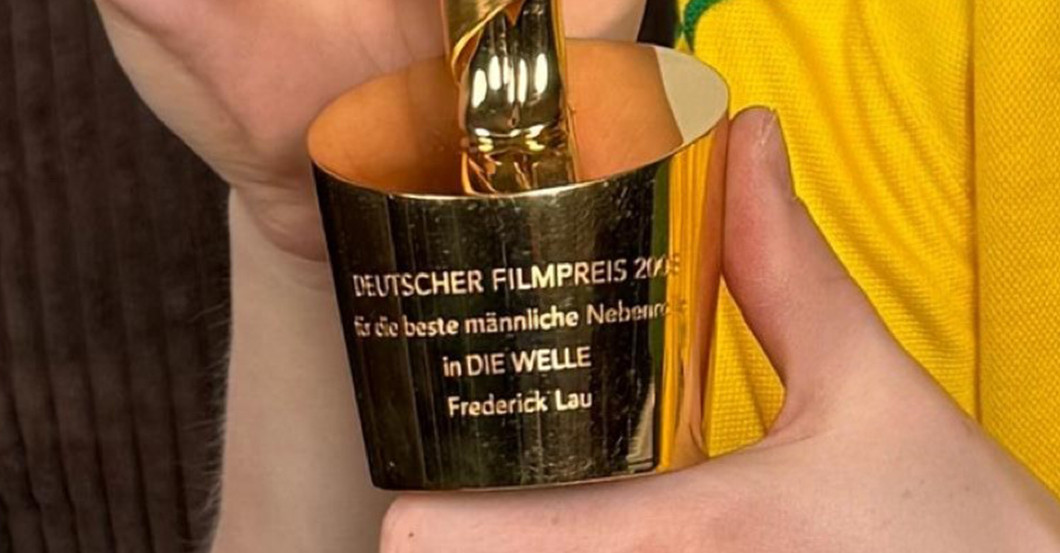 DEUTSCHER FILMPREIS
für die beste männliche
in DIE WELLE
Frederick Lau